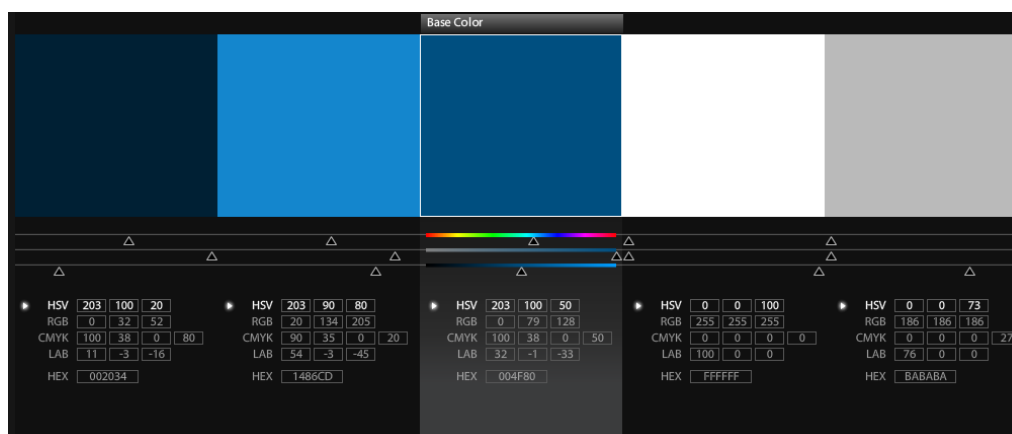 Base Color
HSV 203 100 20 HSV 203 90 80 HSV 203 100 50 HSV 0 0 100 HSV 0 0 73
RGB 0 32 52 RGB 20 134 205 RGB 0 79 128 RGB 255 255 255 RGB 186 186 186
CMYK 100 38 0 80 CMYK 90 35 0 20 CMYK 100 38 0 50 CMYK 0 0 0 0 CMYK 0 0 0 27
LAB 11 -3 -16 LAB 54 -3 -45 LAB 32 -1 -33 LAB 100 0 0 LAB 76 0 0
HEX 002034 HEX 1486CD HEX 004F80 HEX FFFFFF HEX BABABA